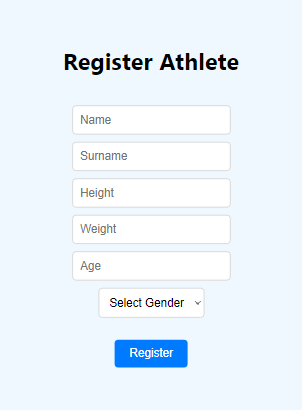 Register Athlete
Name
Surname
Height
Weight
Age
Select Gender
Register